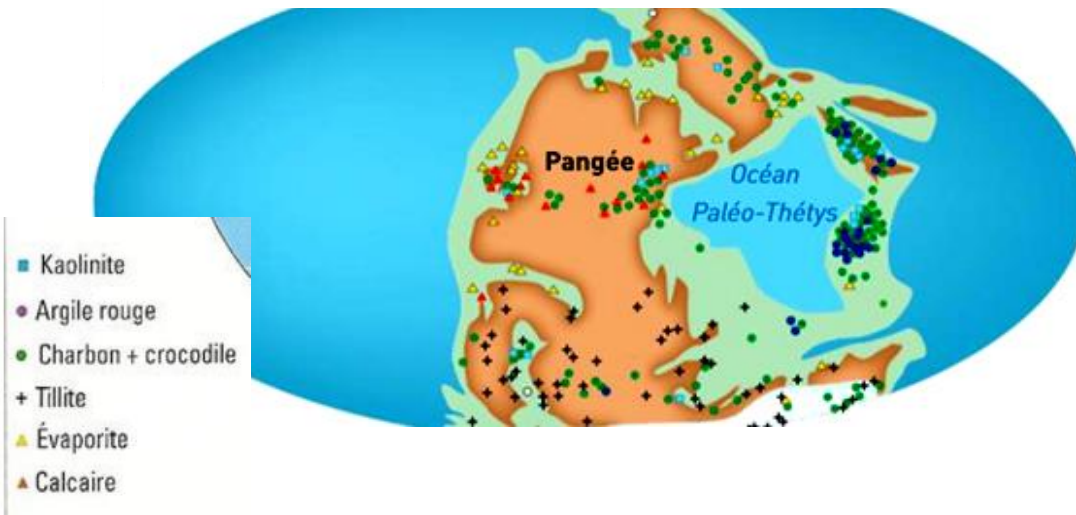 Pangée
Océan
Paléo-Thétys
Kaolinite
Argile rouge
Charbon + crocodile
Tillite
Évaporite
Calcaire